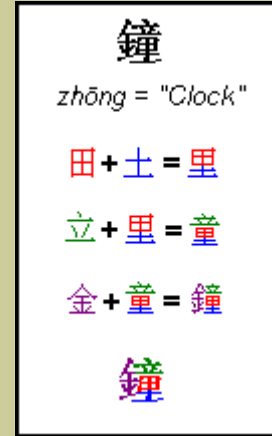 鐘
zhōng = "Clock"
田+土=里
立+里=童
金+童=鐘
鐘